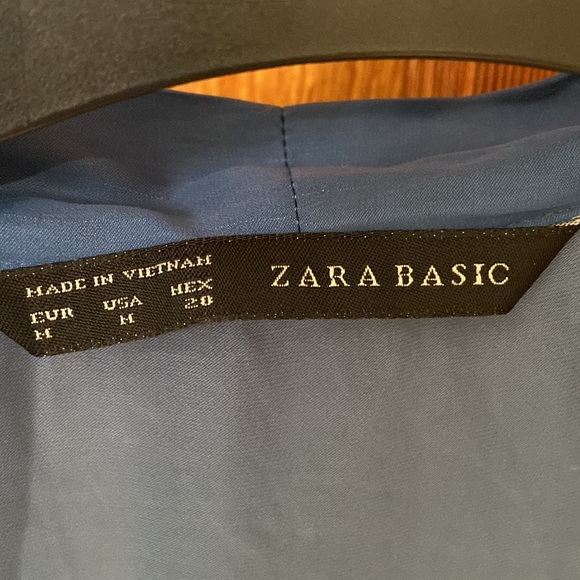 MADE IN VIETNAM
EUR USA MEX
M M 28
ZARA BASIC